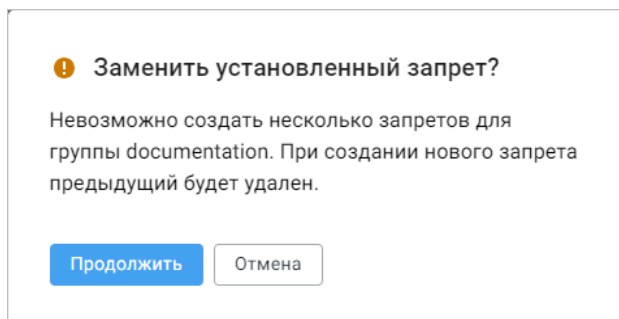 Заменить установленный запрет?
Невозможно создать несколько запретов для
группы documentation. При создании нового запрета
предыдущий будет удален.
Продолжить Отмена